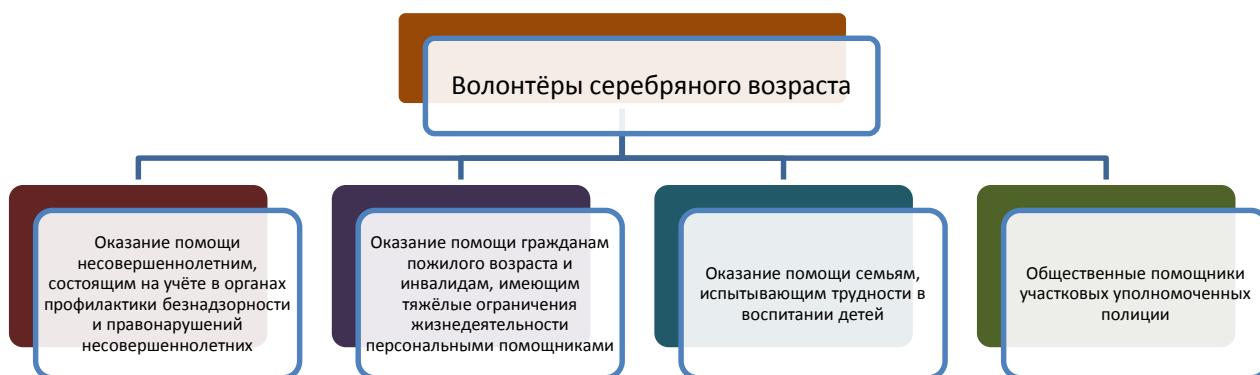 Волонтёры серебряного возраста
Оказание помощи
несовершеннолетним,
состоящим на учёте в органах
профилактики безнадзорности
и правонарушений
несовершеннолетних
Оказание помощи гражданам
пожилого возраста и
инвалидам, имеющим
тяжёлые ограничения
жизнедеятельности
персональными помощниками
Оказание помощи семьям,
испытывающим трудности в
воспитании детей
Общественные помощники
участковых уполномоченных
полиции